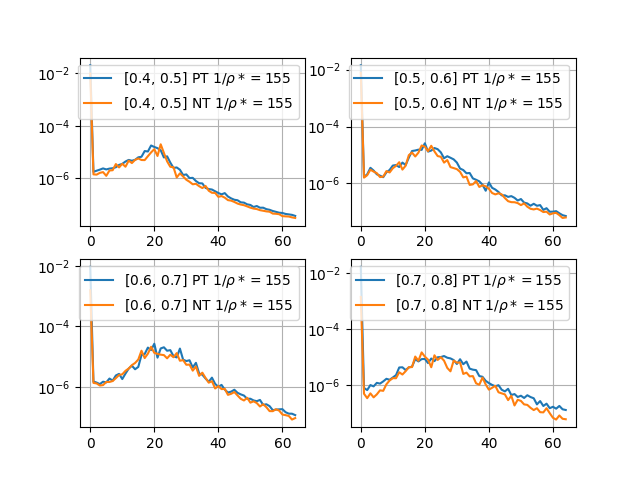 10⁻²
10⁻⁴
10⁻⁶
[0.4, 0.5] PT 1/ρ * = 155
[0.4, 0.5] NT 1/ρ * = 155
0 20 40 60
10⁻²
10⁻⁴
10⁻⁶
[0.5, 0.6] PT 1/ρ * = 155
[0.5, 0.6] NT 1/ρ * = 155
0 20 40 60
10⁻²
10⁻⁴
10⁻⁶
[0.6, 0.7] PT 1/ρ * = 155
[0.6, 0.7] NT 1/ρ * = 155
0 20 40 60
10⁻²
10⁻⁴
10⁻⁶
[0.7, 0.8] PT 1/ρ * = 155
[0.7, 0.8] NT 1/ρ * = 155
0 20 40 60